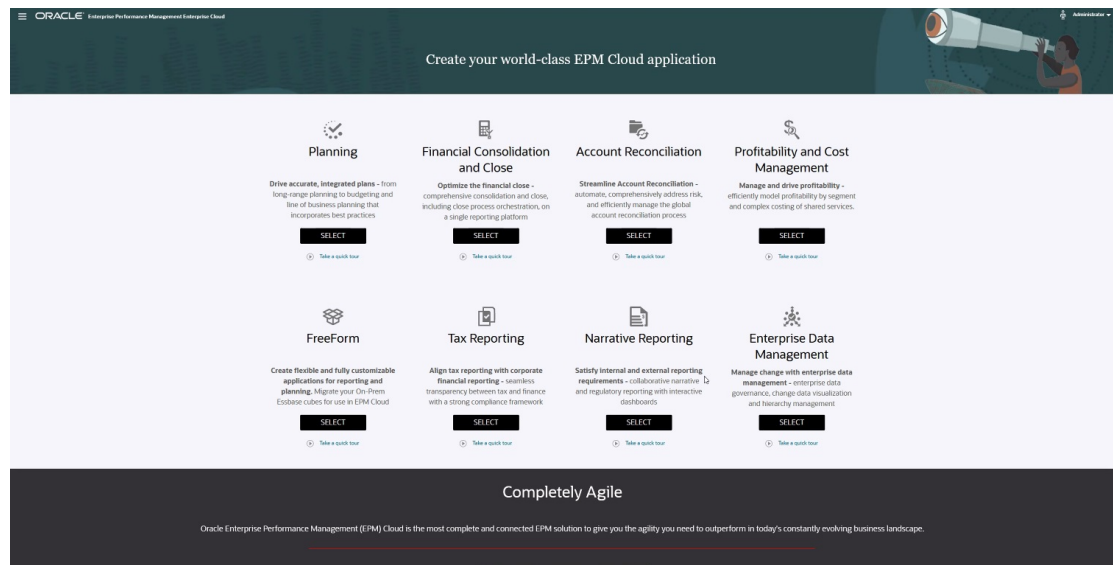 ORACLE Enterprise Performance Management Enterprise Cloud
Administrator
Create your world-class EPM Cloud application
Planning
Drive accurate, integrated plans - from
long-range planning to budgeting and
line of business planning that
incorporates best practices
SELECT
Take a quick tour
Financial Consolidation
and Close
Optimize the financial close -
comprehensive consolidation and close,
including close process orchestration, on
a single reporting platform
SELECT
Take a quick tour
Account Reconciliation
Streamline Account Reconciliation -
automate, comprehensively address risk,
and efficiently manage the global
account reconciliation process
SELECT
Take a quick tour
Profitability and Cost
Management
Manage and drive profitability -
efficiently model profitability by segment
and complex costing of shared services.
SELECT
Take a quick tour
FreeForm
Create flexible and fully customizable
applications for reporting and
planning. Migrate your On-Prem
Essbase cubes for use in EPM Cloud
SELECT
Take a quick tour
Tax Reporting
Align tax reporting with corporate
financial reporting - seamless
transparency between tax and finance
with a strong compliance framework
SELECT
Take a quick tour
Narrative Reporting
Satisfy internal and external reporting
requirements - collaborative narrative
and regulatory reporting with interactive
dashboards
SELECT
Take a quick tour
Enterprise Data
Management
Manage change with enterprise data
management - enterprise data
governance, change data visualization
and hierarchy management
SELECT
Take a quick tour
Completely Agile
Oracle Enterprise Performance Management (EPM) Cloud is the most complete and connected EPM solution to give you the agility you need to outperform in today's constantly evolving business landscape.